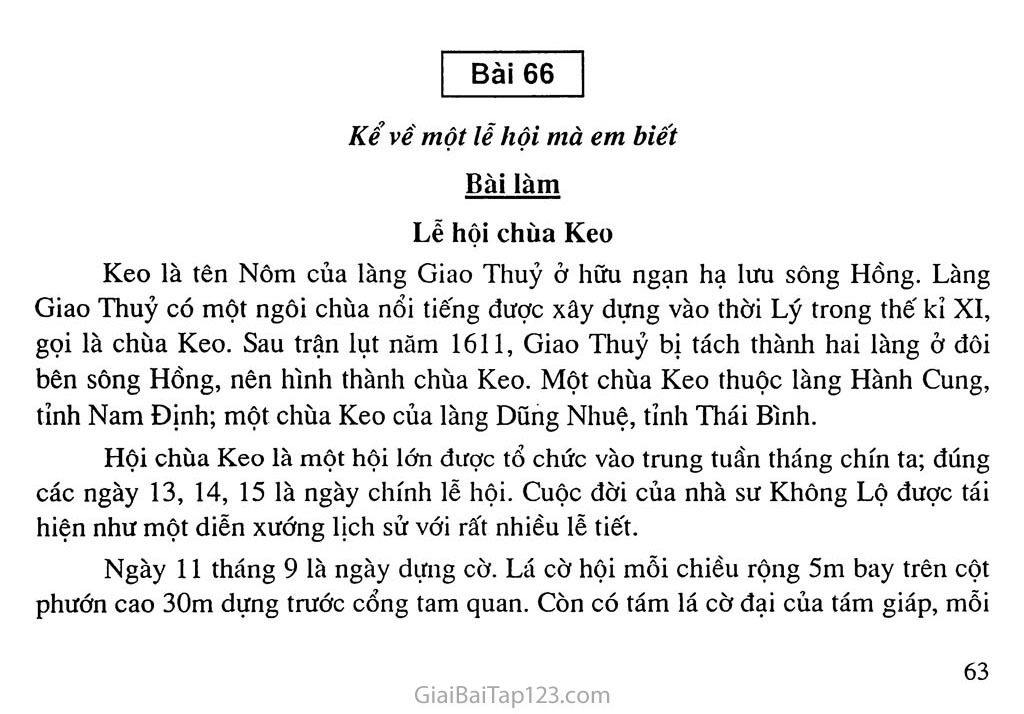 Bài 66
Kể về một lễ hội mà em biết
Bài làm
Lễ hội chùa Keo
Keo là tên Nôm của làng Giao Thuỷ ở hữu ngạn hạ lưu sông Hồng. Làng
Giao Thuỷ có một ngôi chùa nổi tiếng được xây dựng vào thời Lý trong thế kỉ XI,
gọi là chùa Keo. Sau trận lụt năm 1611, Giao Thuỷ bị tách thành hai làng ở đôi
bên sông Hồng, nên hình thành chùa Keo. Một chùa Keo thuộc làng Hành Cung,
tỉnh Nam Định; một chùa Keo của làng Dũng Nhuệ, tỉnh Thái Bình.
Hội chùa Keo là một hội lớn được tổ chức vào trung tuần tháng chín ta; đúng
các ngày 13, 14, 15 là ngày chính lễ hội. Cuộc đời của nhà sư Không Lộ được tái
hiện như một diễn xướng lịch sử với rất nhiều lễ tiết.
Ngày 11 tháng 9 là ngày dựng cờ. Lá cờ hội mỗi chiều rộng 5m bay trên cột
phướn cao 30m dựng trước cổng tam quan. Còn có tám lá cờ đại của tám giáp, mỗi
63
GiaiBaiTap123.com